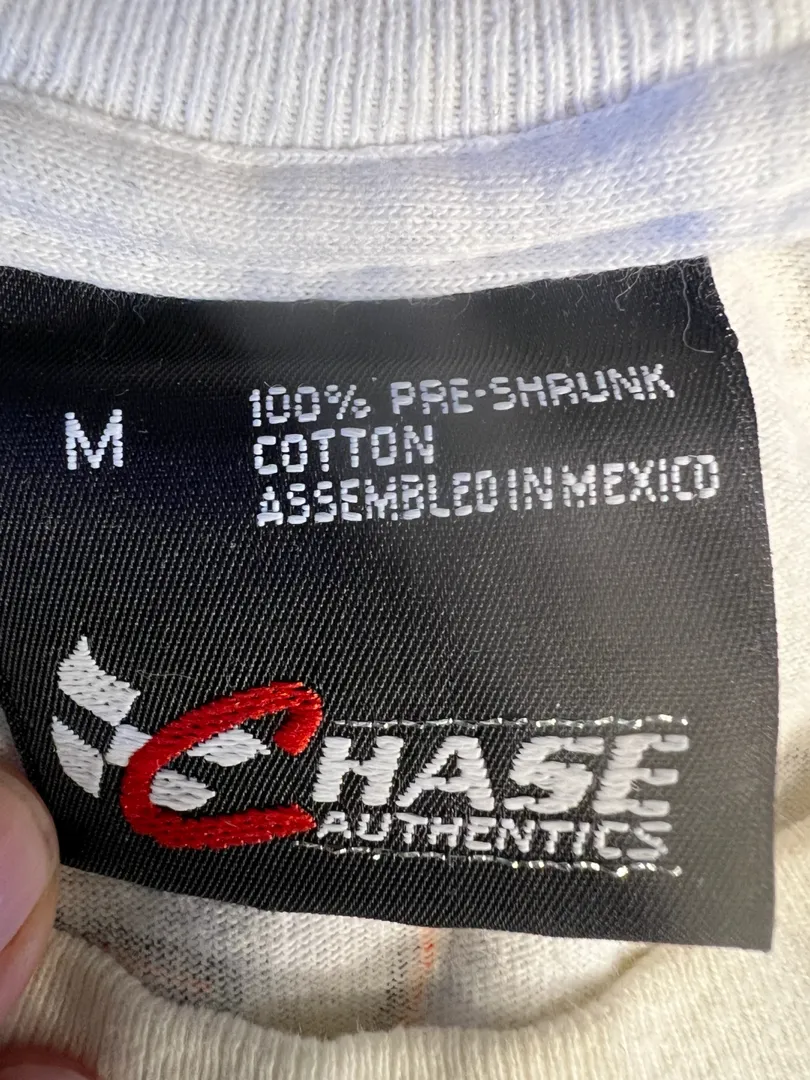 M
100% PRE-SHRUNK
COTTON
ASSEMBLED IN MEXICO
CHASE
AUTHENTICS